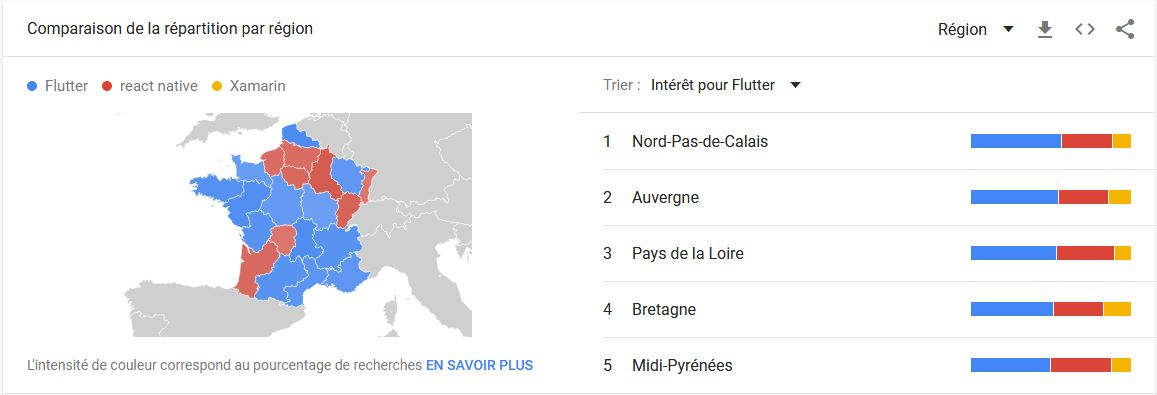 Comparaison de la répartition par région
Région
Flutter react native Xamarin
Trier : Intérêt pour Flutter
1 Nord-Pas-de-Calais
2 Auvergne
3 Pays de la Loire
4 Bretagne
5 Midi-Pyrénées
L'intensité de couleur correspond au pourcentage de recherches EN SAVOIR PLUS